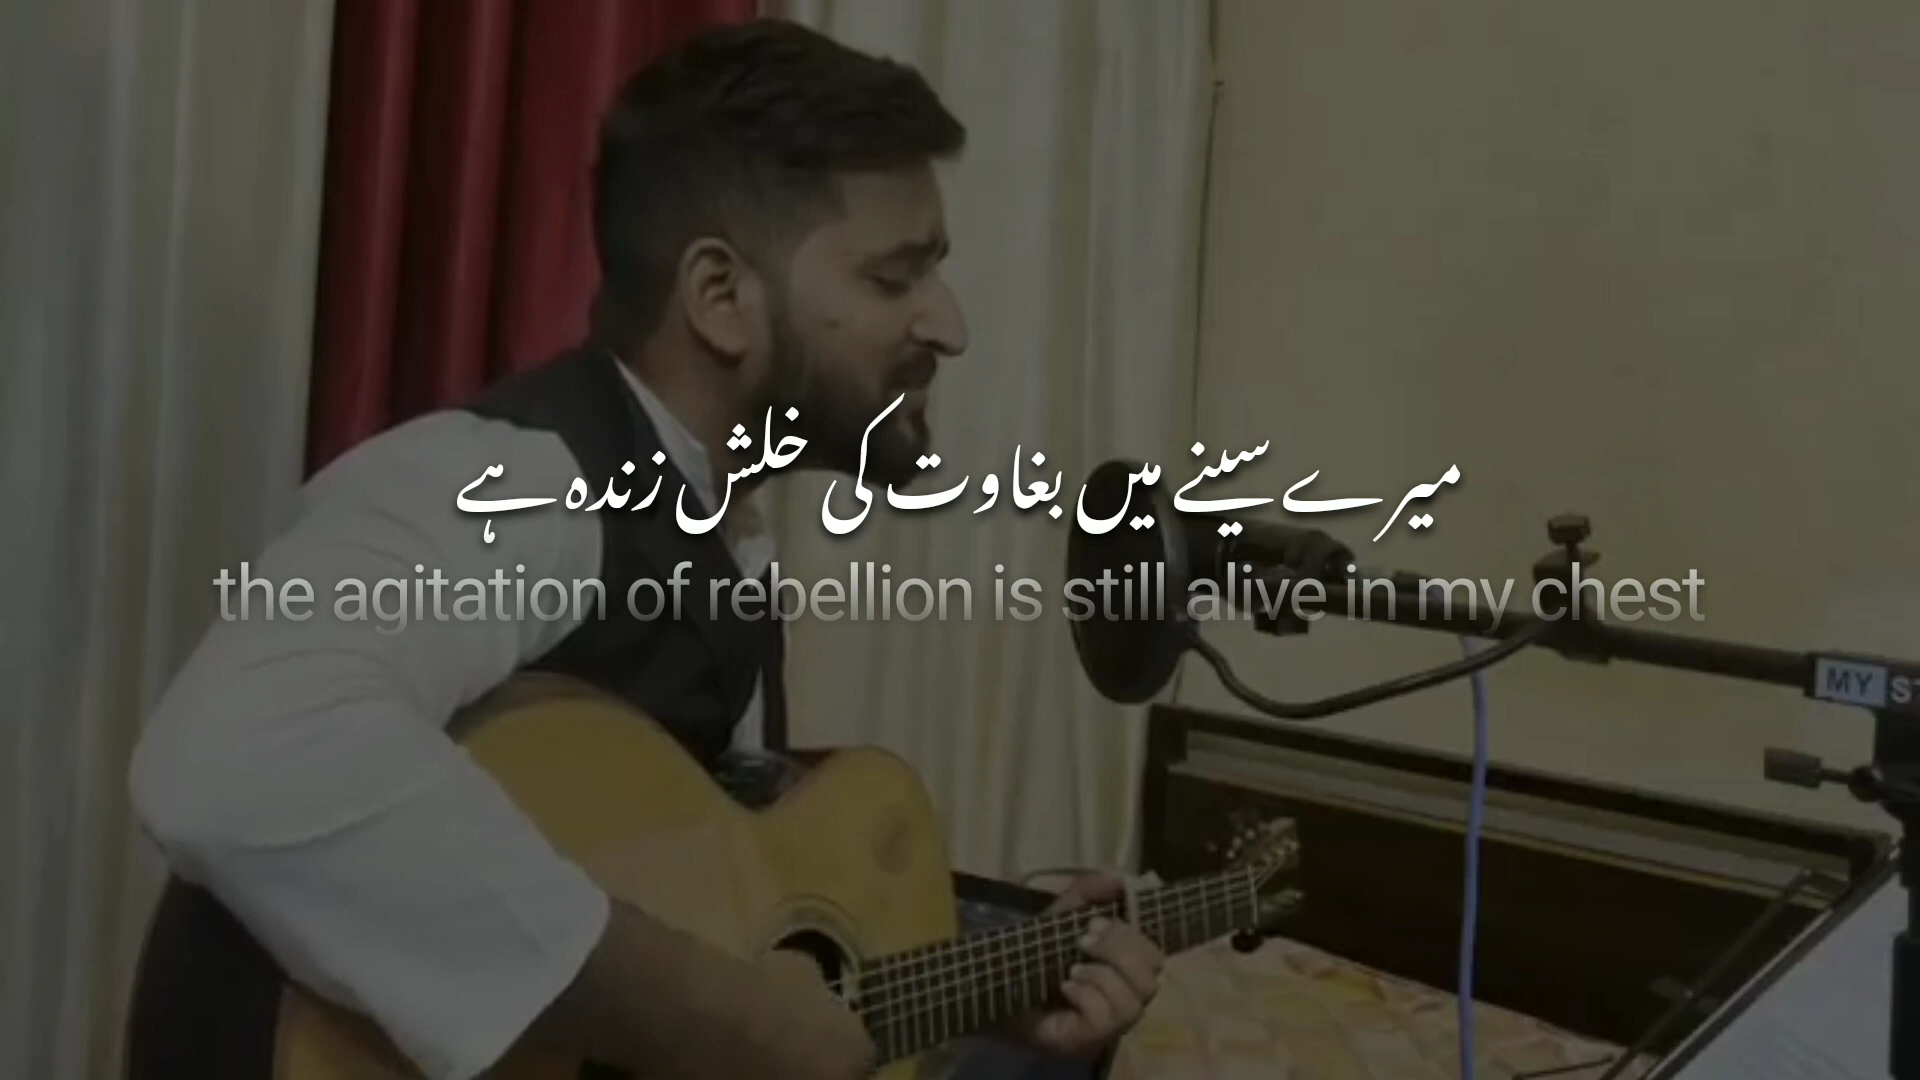 میرے سینے میں بغاوت کی خلش زندہ ہے
the agitation of rebellion is still alive in my chest
MY ST